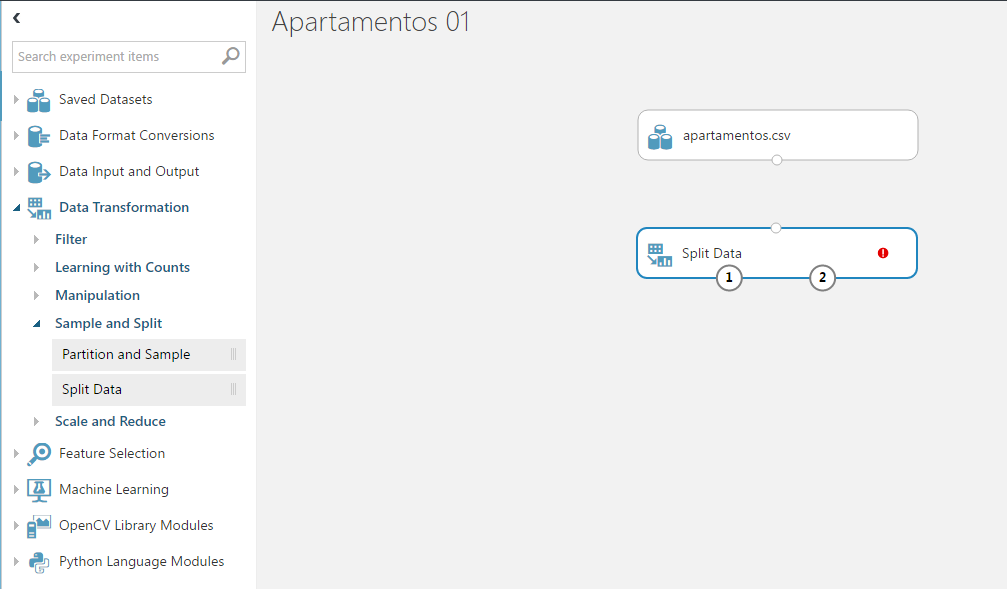 Apartamentos 01
Search experiment items
Saved Datasets
Data Format Conversions
Data Input and Output
Data Transformation
Filter
Learning with Counts
Manipulation
Sample and Split
Partition and Sample
Split Data
Scale and Reduce
Feature Selection
Machine Learning
OpenCV Library Modules
Python Language Modules
apartamentos.csv
Split Data
!
1 2